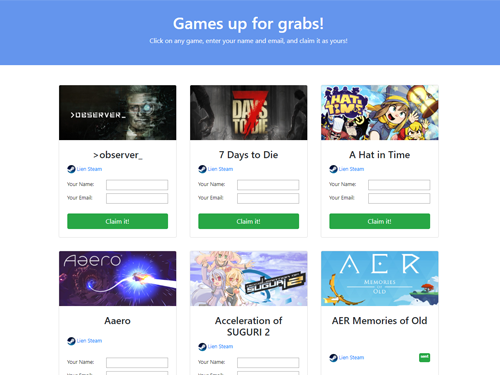 Games up for grabs!
Click on any game, enter your name and email, and claim it as yours!
>OBSERVER_
7 DAYS TO DIE
A HAT IN TIME
>observer_
7 Days to Die
A Hat in Time
Lien Steam
Lien Steam
Lien Steam
Your Name:
Your Name:
Your Name:
Your Email:
Your Email:
Your Email:
Claim it!
Claim it!
Claim it!
Aaero
SUGURI 2
AER
MEMORIES
OF
OLD
Aaero
Acceleration of
SUGURI 2
AER Memories of Old
Lien Steam
Lien Steam
Lien Steam
Your Name:
Your Name: